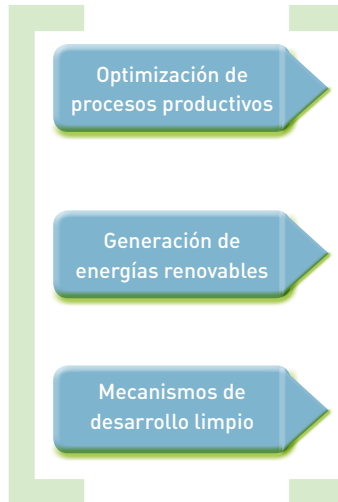 Optimización de
procesos productivos
Generación de
energías renovables
Mecanismos de
desarrollo limpio